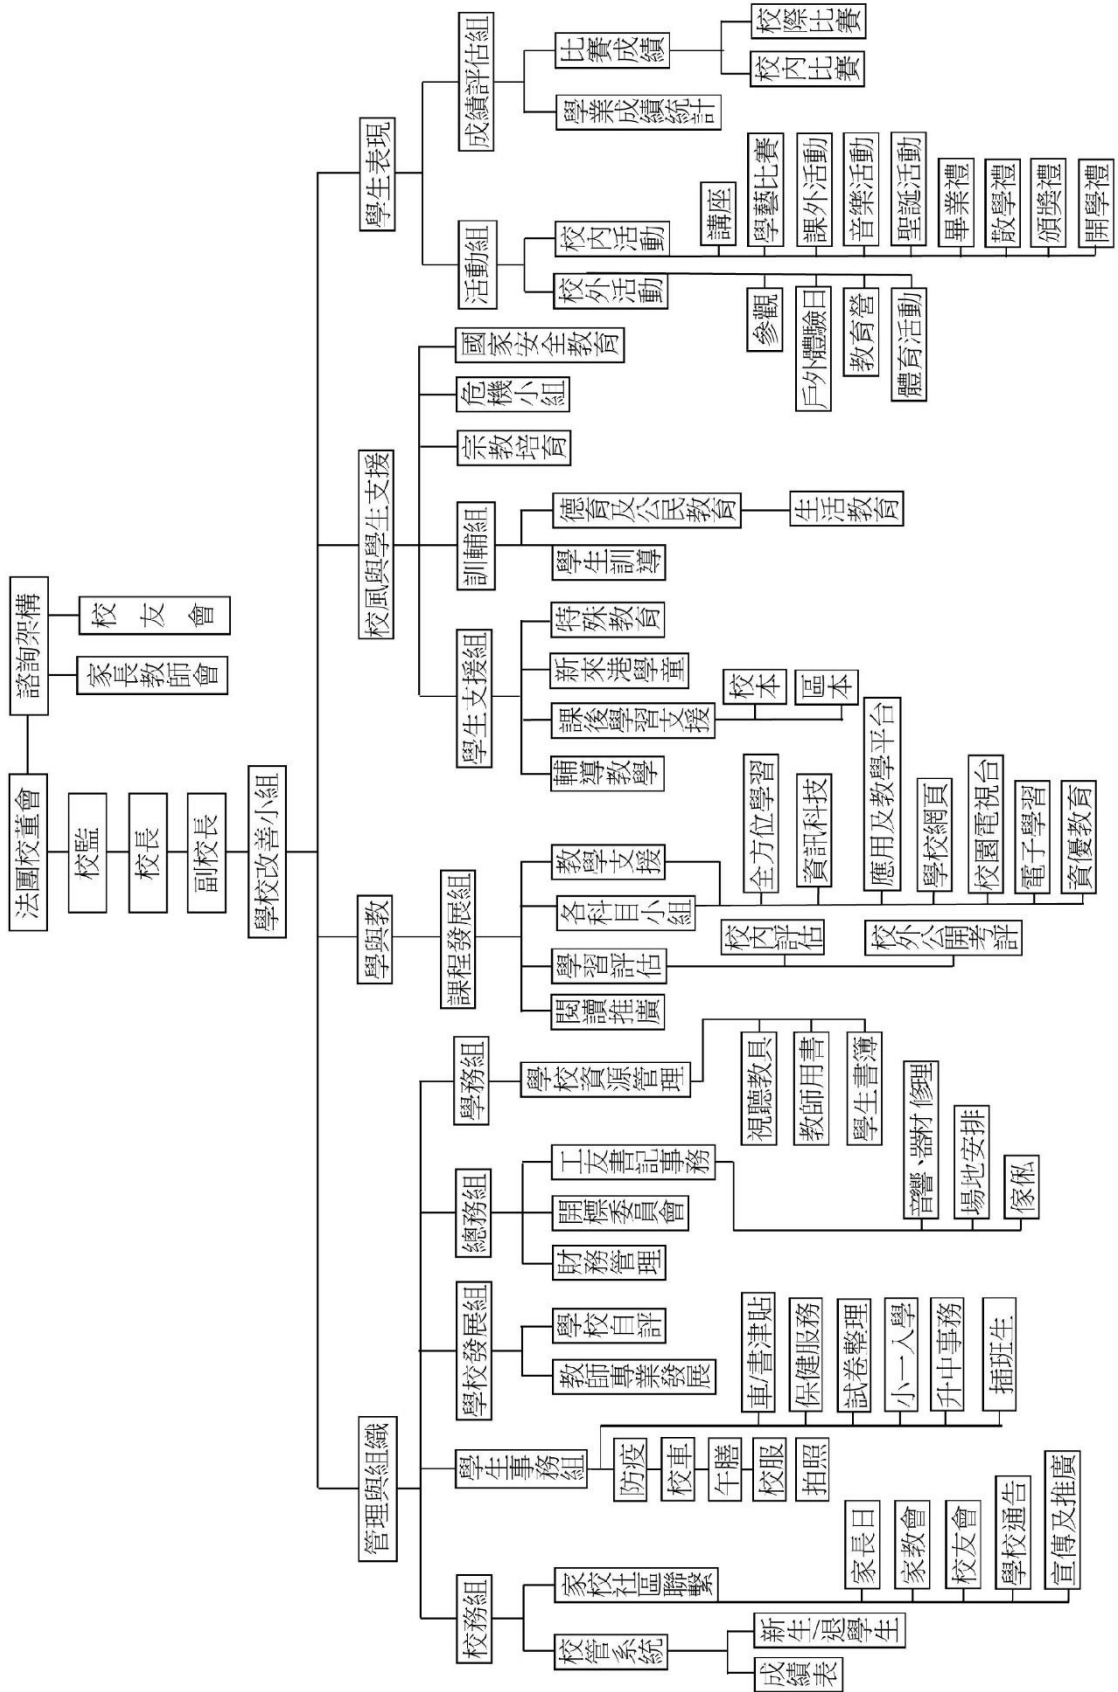 法團校董會
諮詢架構
家長教師會
校友會
校監
校長
副校長
學校改善小組
管理與組織
學與教
校風與學生支援
學生表現
校務組
學生事務組
學校發展組
總務組
學務組
課程發展組
學生支援組
訓輔組
宗教培育
危機小組
國家安全教育
活動組
成績評估組
校管系統
家校社區聯繫
成績表
新生/退學生
家長日
家教會
校友會
學校通告
宣傳及推廣
防疫
校車
午膳
校服
拍照
車/書津貼
保健服務
試卷整理
小一入學
升中事務
插班生
教師專業發展
學校自評
財務管理
開標委員會
工友書記事務
音響、器材修理
場地安排
傢俬
學校資源管理
視聽教具
教師用書
學生書簿
閱讀推廣
學習評估
各科目小組
教學支援
校內評估
校外公開考評
全方位學習
資訊科技
應用及教學平台
學校網頁
校園電視台
電子學習
資優教育
輔導教學
課後學習支援
新來港學童
特殊教育
校本
區本
學生訓導
德育及公民教育
生活教育
校外活動
校內活動
參觀
戶外體驗日
教育營
體育活動
講座
學藝比賽
課外活動
音樂活動
聖誕活動
畢業禮
散學禮
頒獎禮
開學禮
學業成績統計
比賽成績
校內比賽
校際比賽